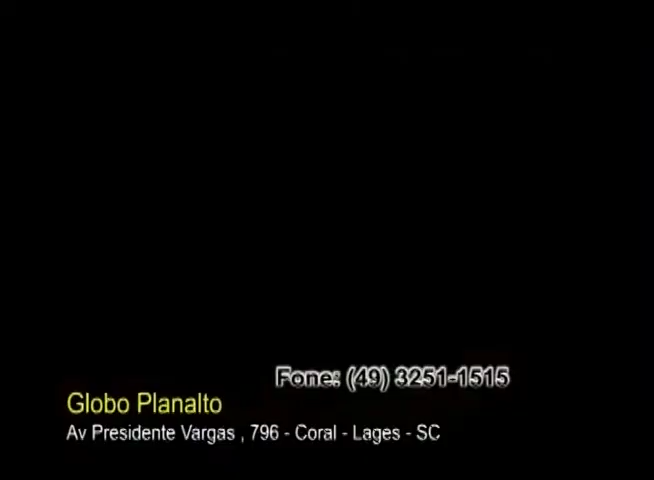 Fone: (49) 3251-1515
Globo Planalto
Av Presidente Vargas , 796 - Coral - Lages - SC